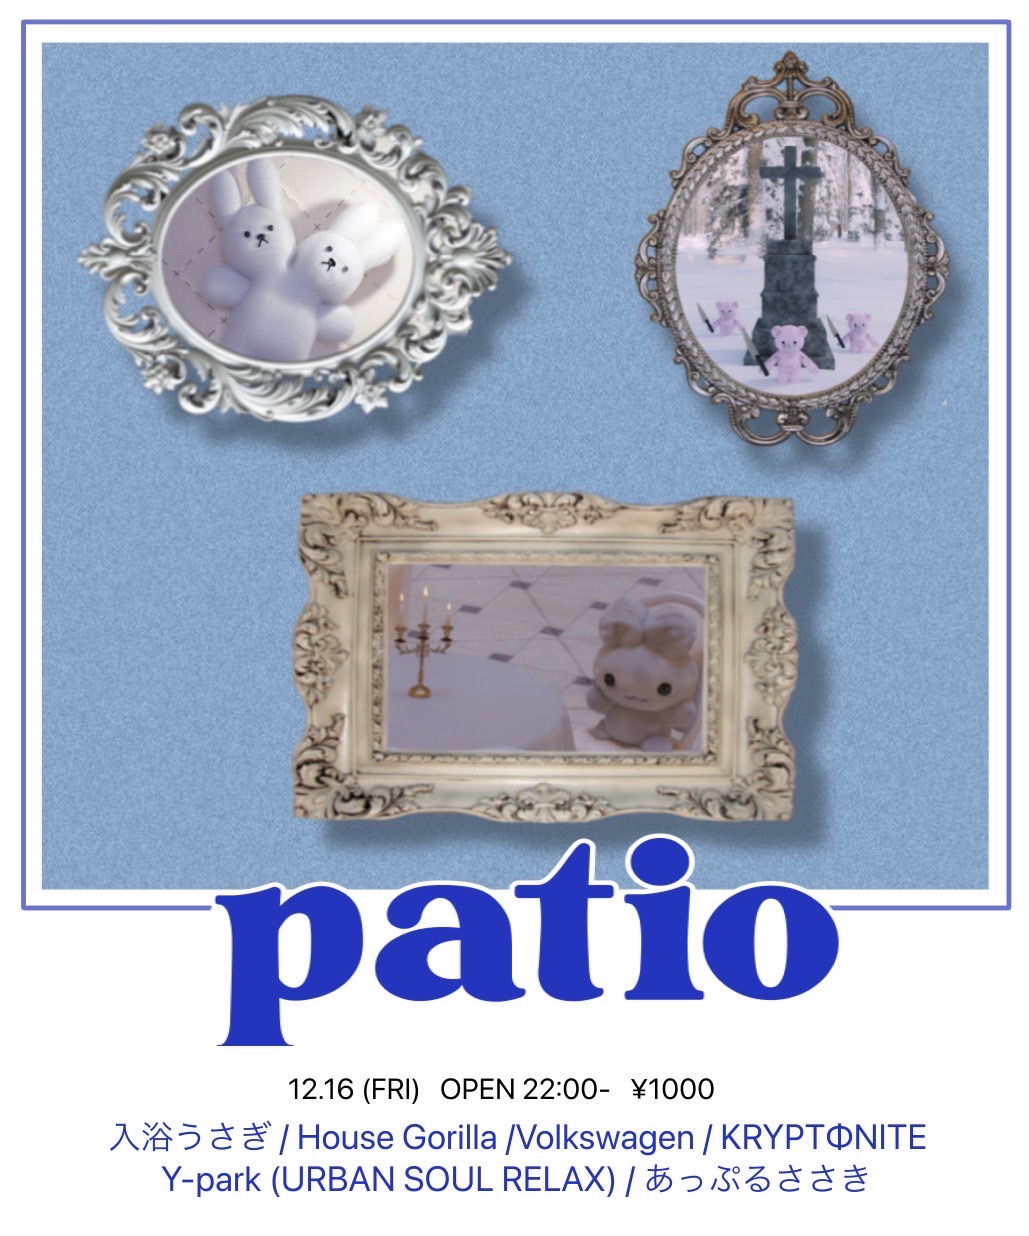 patio
12.16 (FRI) OPEN 22:00- ¥1000
入浴うさぎ / House Gorilla /Volkswagen / KRYPTΦNITE
Y-park (URBAN SOUL RELAX) / あっぷるささき